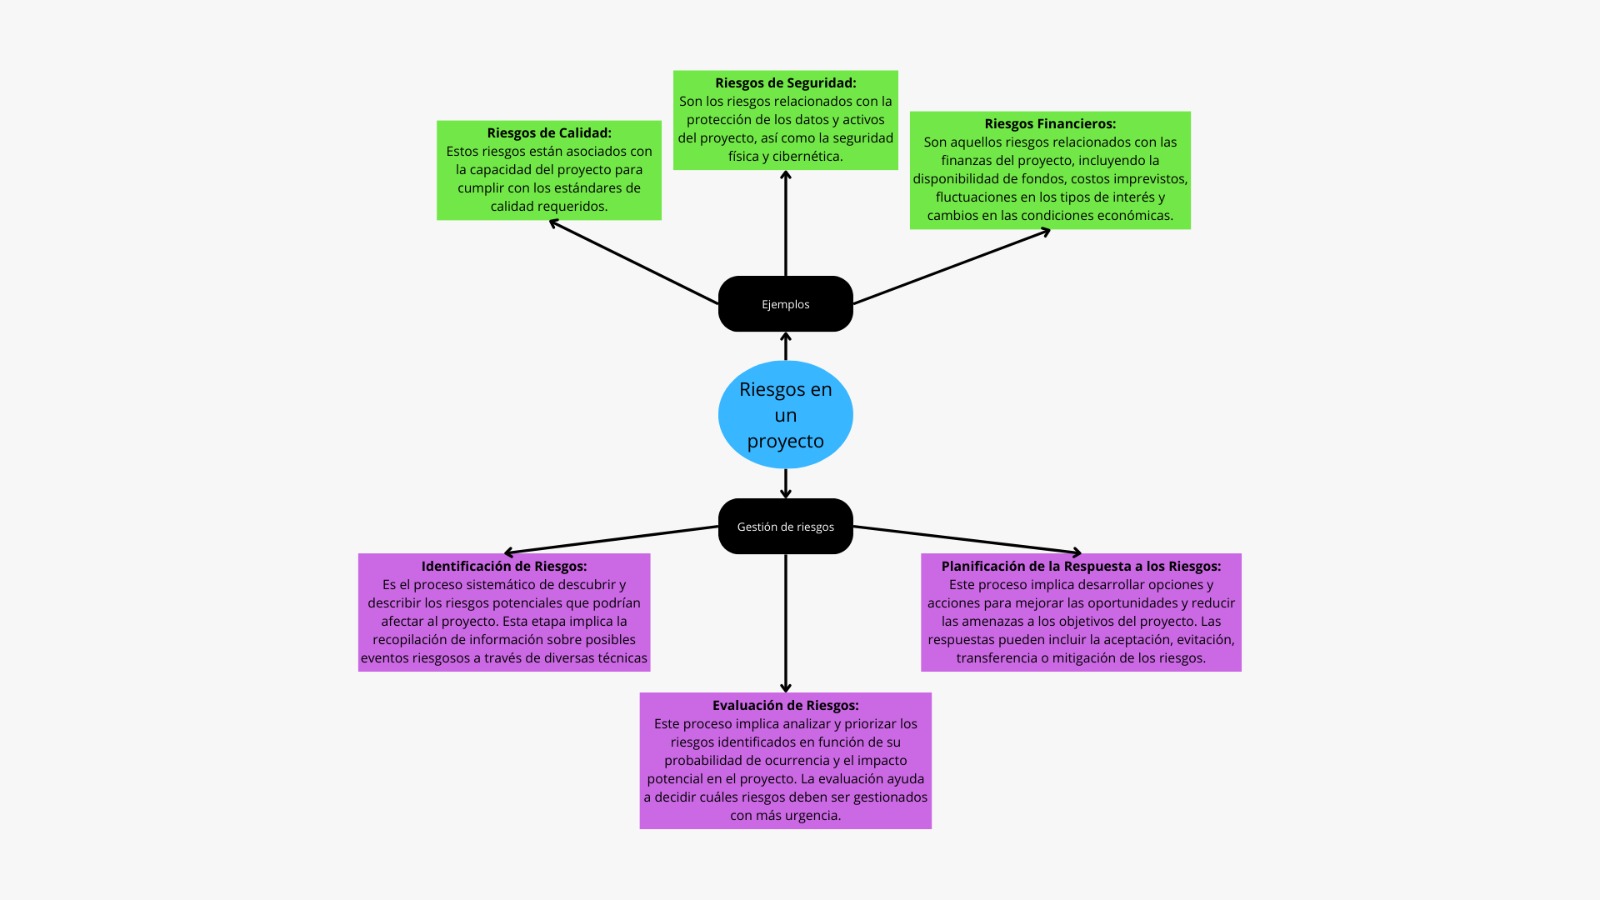 Riesgos de Seguridad:
Son los riesgos relacionados con la
protección de los datos y activos
del proyecto, así como la seguridad
física y cibernética.
Riesgos de Calidad:
Estos riesgos están asociados con
la capacidad del proyecto para
cumplir con los estándares de
calidad requeridos.
Riesgos Financieros:
Son aquellos riesgos relacionados con las
finanzas del proyecto, incluyendo la
disponibilidad de fondos, costos imprevistos,
fluctuaciones en los tipos de interés y
cambios en las condiciones económicas.
Ejemplos
Riesgos en
un
proyecto
Gestión de riesgos
Identificación de Riesgos:
Es el proceso sistemático de descubrir y
describir los riesgos potenciales que podrían
afectar al proyecto. Esta etapa implica la
recopilación de información sobre posibles
eventos riesgosos a través de diversas técnicas
Planificación de la Respuesta a los Riesgos:
Este proceso implica desarrollar opciones y
acciones para mejorar las oportunidades y reducir
las amenazas a los objetivos del proyecto. Las
respuestas pueden incluir la aceptación, evitación,
transferencia o mitigación de los riesgos.
Evaluación de Riesgos:
Este proceso implica analizar y priorizar los
riesgos identificados en función de su
probabilidad de ocurrencia y el impacto
potencial en el proyecto. La evaluación ayuda
a decidir cuáles riesgos deben ser gestionados
con más urgencia.